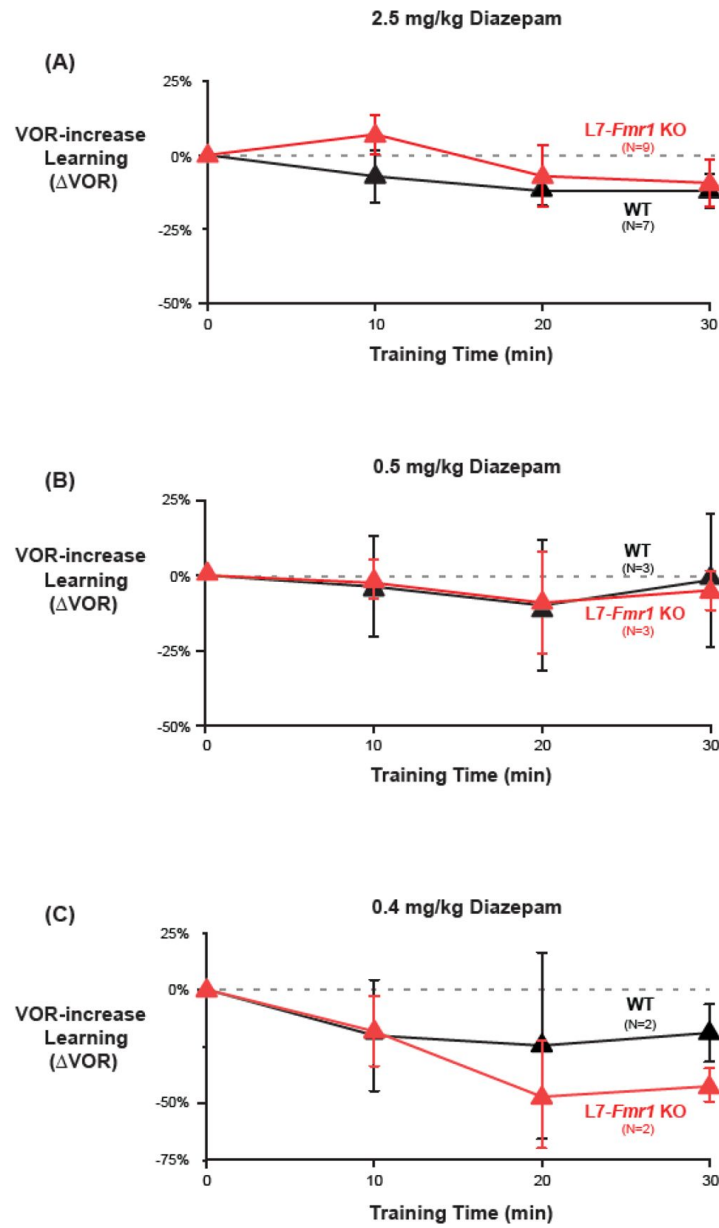 2.5 mg/kg Diazepam
(A)
25%
VOR-increase
Learning
(ΔVOR)
0%
-25%
-50%
L7-Fmr1 KO
(N=9)
WT
(N=7)
0
10
20
30
Training Time (min)
0.5 mg/kg Diazepam
(B)
25%
VOR-increase
Learning
(ΔVOR)
0%
-25%
-50%
WT
(N=3)
L7-Fmr1 KO
(N=3)
0
10
20
30
Training Time (min)
0.4 mg/kg Diazepam
(C)
25%
0%
VOR-increase
Learning
(ΔVOR)
-50%
-75%
WT
(N=2)
L7-Fmr1 KO
(N=2)
0
10
20
30
Training Time (min)